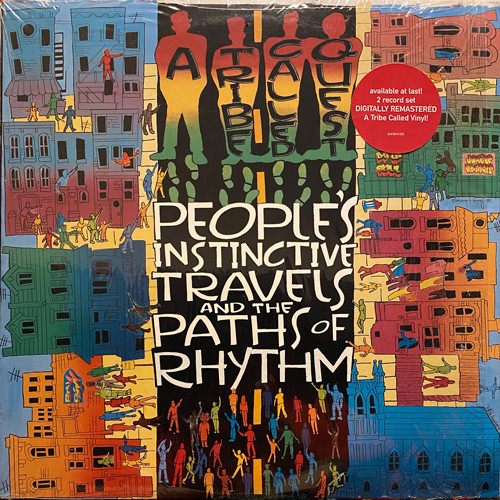 A
TRIBE
CALLED
QUEST
available at last!
2 record set
DIGITALLY REMASTERED
A Tribe Called Vinyl!
PEOPLE'S
INSTINCTIVE
TRAVELS
AND THE
PATHS OF
RHYTHM